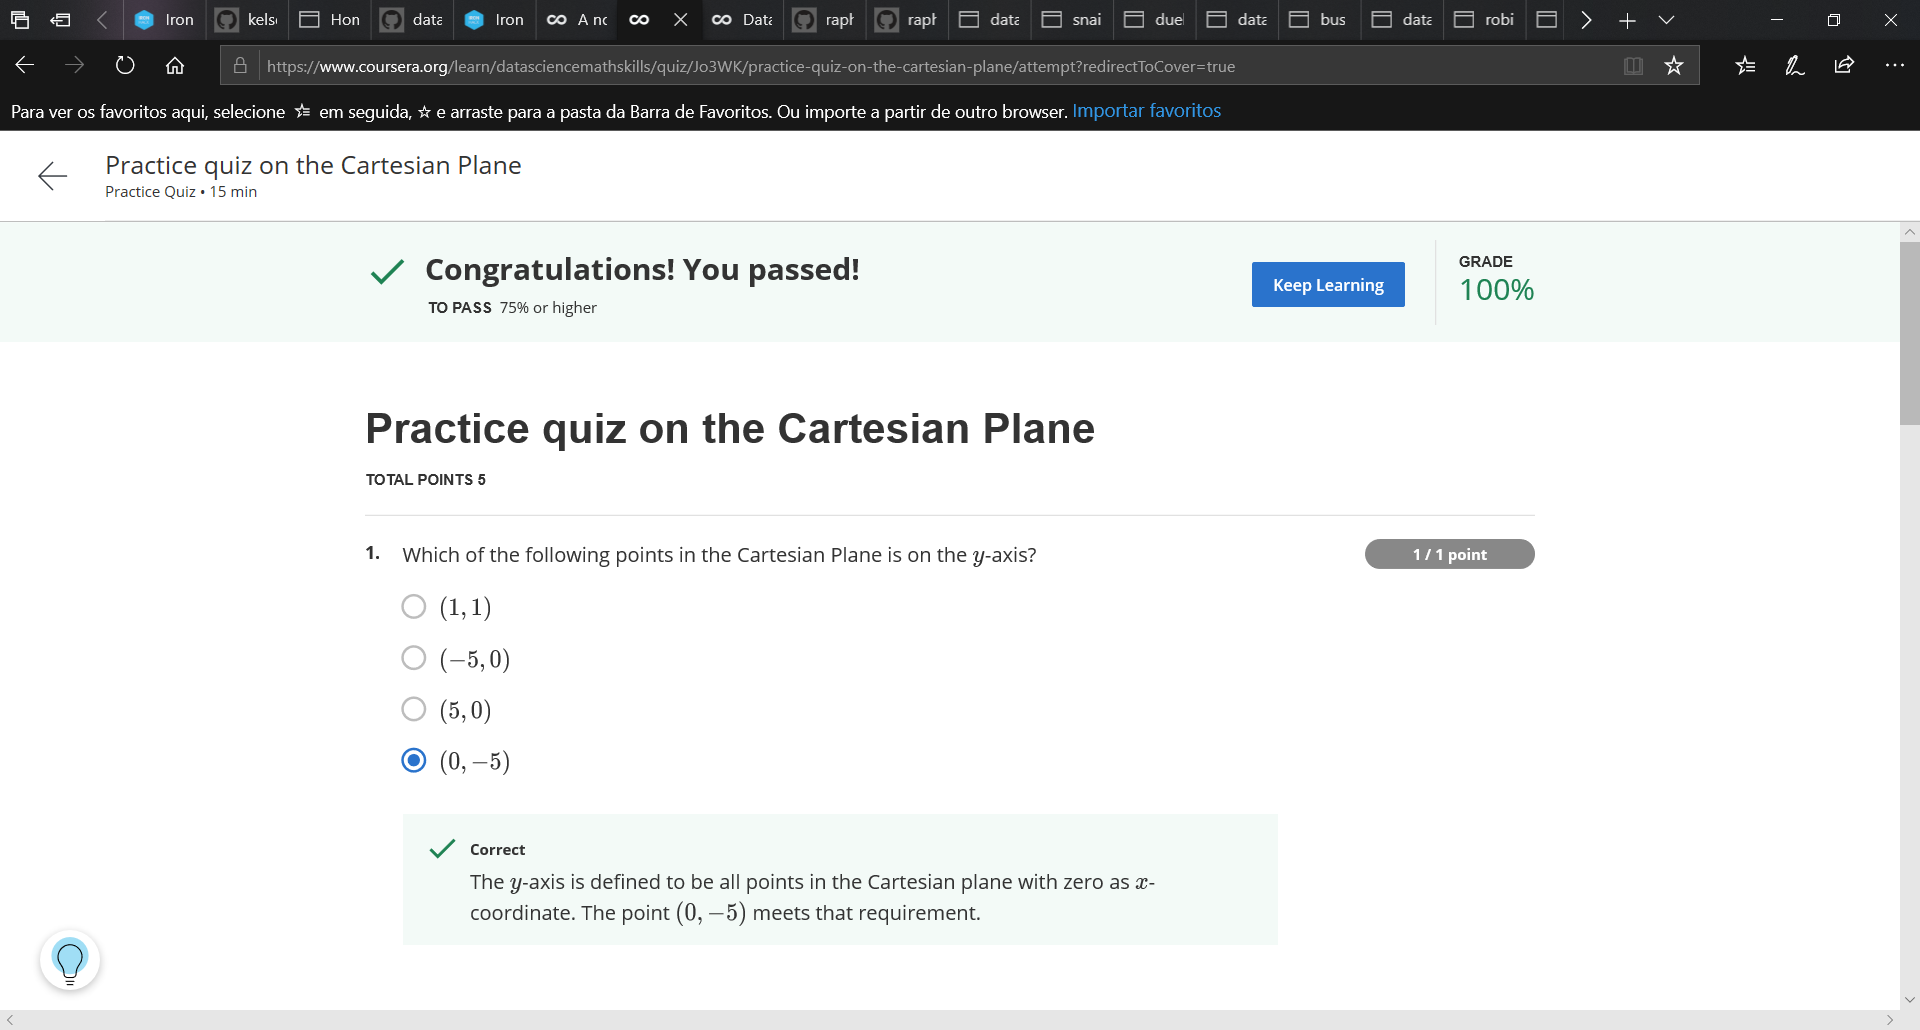 Iron
kels
Hon
data
Iron
A no
Data
raph
raph
data
snai
due
data
bus
data
robi
https://www.coursera.org/learn/datasciencemathskills/quiz/Jo3WK/practice-quiz-on-the-cartesian-plane/attempt?redirectToCover=true
Para ver os favoritos aqui, selecione em seguida, e arraste para a pasta da Barra de Favoritos. Ou importe a partir de outro browser. Importar favoritos
Practice quiz on the Cartesian Plane
Practice Quiz • 15 min
Congratulations! You passed!
TO PASS 75% or higher
Keep Learning
GRADE
100%
Practice quiz on the Cartesian Plane
TOTAL POINTS 5
1. Which of the following points in the Cartesian Plane is on the y-axis?
1 / 1 point
(1, 1)
(−5, 0)
(5, 0)
(0, −5)
Correct
The y-axis is defined to be all points in the Cartesian plane with zero as x-
coordinate. The point (0, −5) meets that requirement.